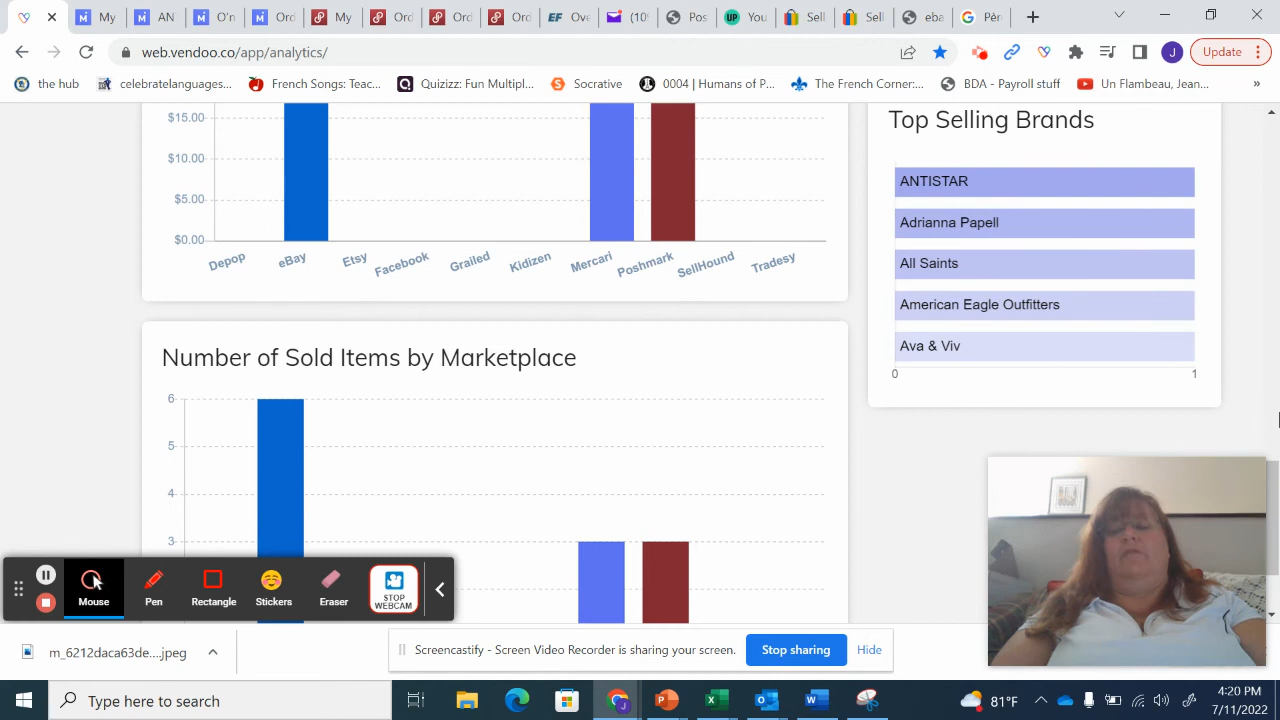 My
AN
O'n
Ord
My
Ord
Ord
Ord
EF Ove
(10
Pos
UP You
Sell
Sell
eba
Pèr
web.vendoo.co/app/analytics/
J
Update
the hub
celebratelanguages...
French Songs: Teac...
Quizizz: Fun Multipl...
Socrative
0004 | Humans of P...
The French Corner:...
BDA - Payroll stuff
Un Flambeau, Jean...
»
$15.00
$10.00
$5.00
$0.00
Depop
eBay
Etsy
Facebook
Grailed
Kidizen
Mercari
Poshmark
SellHound
Tradesy
Top Selling Brands
ANTISTAR
Adrianna Papell
All Saints
American Eagle Outfitters
Ava & Viv
0
1
Number of Sold Items by Marketplace
6
5
4
3
Mouse
Pen
Rectangle
Stickers
Eraser
STOP
WEBCAM
m_6212daca63de....jpeg
Screencastify - Screen Video Recorder is sharing your screen.
Stop sharing
Hide
Type here to search
81°F
4:20 PM
7/11/2022